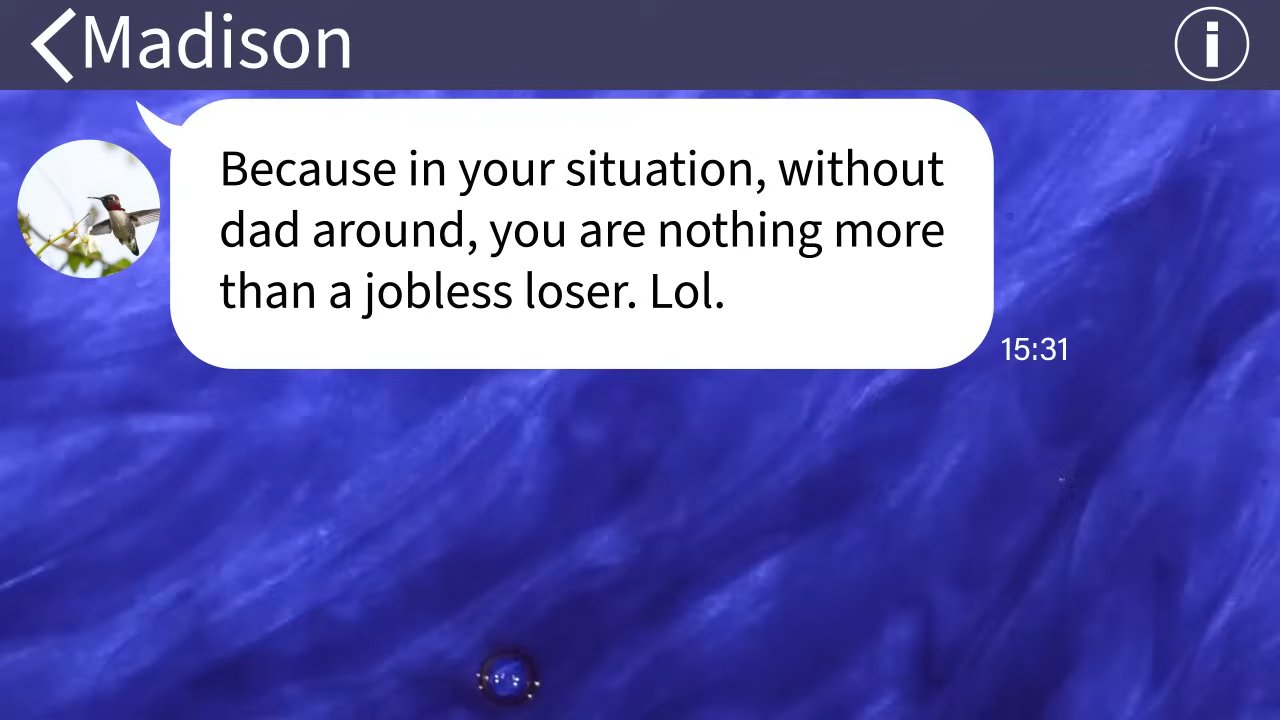 Madison
Because in your situation, without
dad around, you are nothing more
than a jobless loser. Lol.
15:31